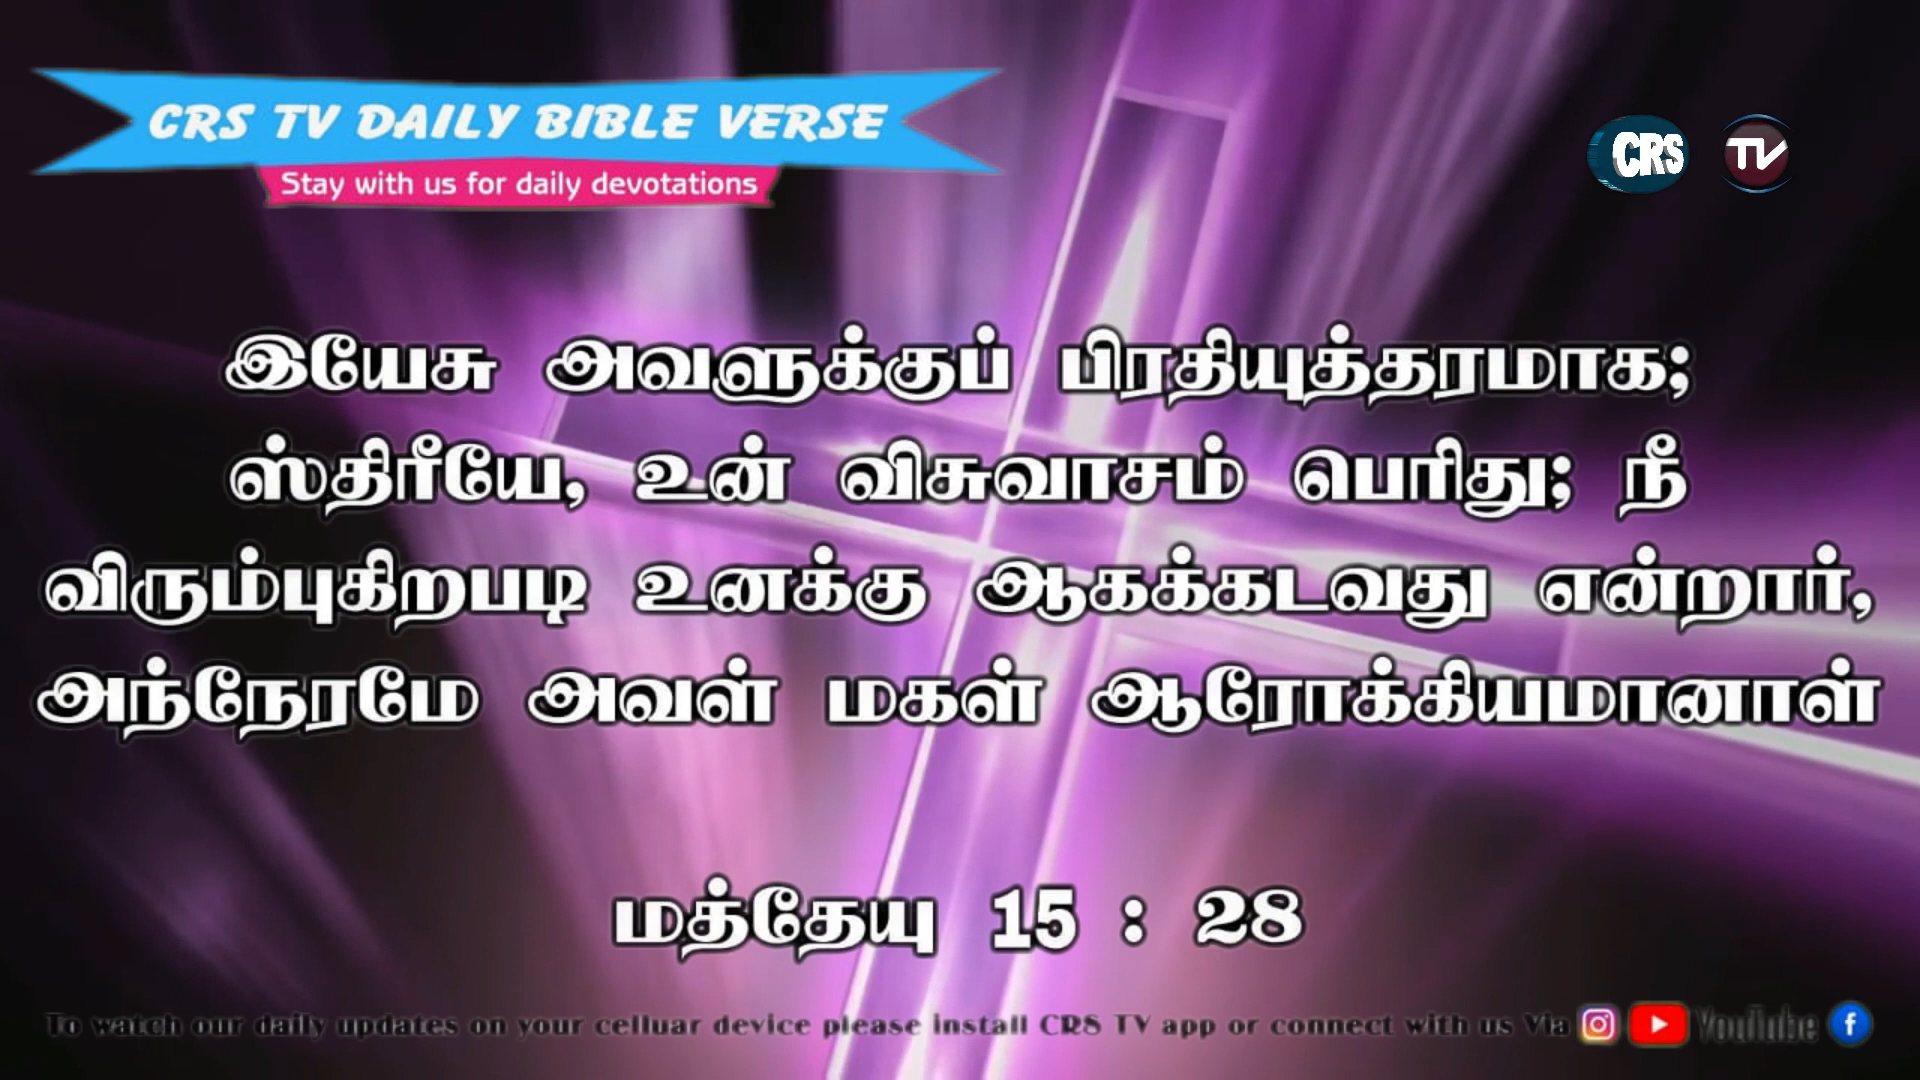 CRS TV DAILY BIBLE VERSE
Stay with us for daily devotations
CRS TV
இயேசு அவளுக்குப் பிரதியுத்தரமாக;
ஸ்திரீயே, உன் விசுவாசம் பெரிது; நீ
விரும்புகிறபடி உனக்கு ஆகக்கடவது என்றார்,
அந்நேரமே அவள் மகள் ஆரோக்கியமானாள்
மத்தேயு 15 : 28
To watch our daily updates on your celluar device please install CRS TV app or connect with us Via YouTube